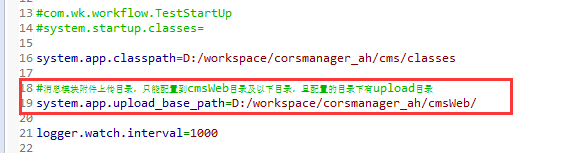 13
14 #com.wk.workflow.TestStartUp
#system.startup.classes=
15
16 system.app.classpath=D:/workspace/corsmanager_ah/cms/classes
17
18 #消息模块附件上传目录，只能配置到cmsWeb目录及以下目录，且配置的目录下有upload目录
19 system.app.upload_base_path=D:/workspace/corsmanager_ah/cmsWeb/
20
21 logger.watch.interval=1000
22